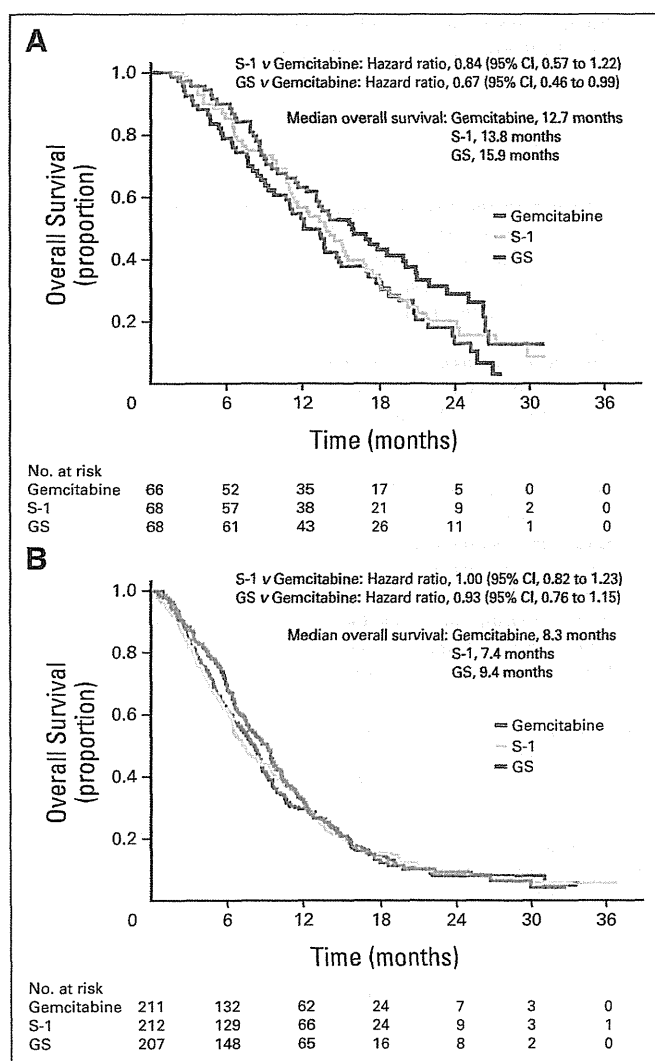 A
S-1 v Gemcitabine: Hazard ratio, 0.84 (95% CI, 0.57 to 1.22)
GS v Gemcitabine: Hazard ratio, 0.67 (95% CI, 0.46 to 0.99)
Median overall survival: Gemcitabine, 12.7 months
S-1, 13.8 months
GS, 15.9 months
Gemcitabine
S-1
GS
Overall Survival
(proportion)
1.0
0.8
0.6
0.4
0.2
0
6
12
18
24
30
36
Time (months)
No. at risk
Gemcitabine 66 52 35 17 5 0 0
S-1 68 57 38 21 9 2 0
GS 68 61 43 26 11 1 0
B
S-1 v Gemcitabine: Hazard ratio, 1.00 (95% CI, 0.82 to 1.23)
GS v Gemcitabine: Hazard ratio, 0.93 (95% CI, 0.76 to 1.15)
Median overall survival: Gemcitabine, 8.3 months
S-1, 7.4 months
GS, 9.4 months
Gemcitabine
S-1
GS
Overall Survival
(proportion)
1.0
0.8
0.6
0.4
0.2
0
6
12
18
24
30
36
Time (months)
No. at risk
Gemcitabine 211 132 62 24 7 3 0
S-1 212 129 66 24 9 3 1
GS 207 148 65 16 8 2 0